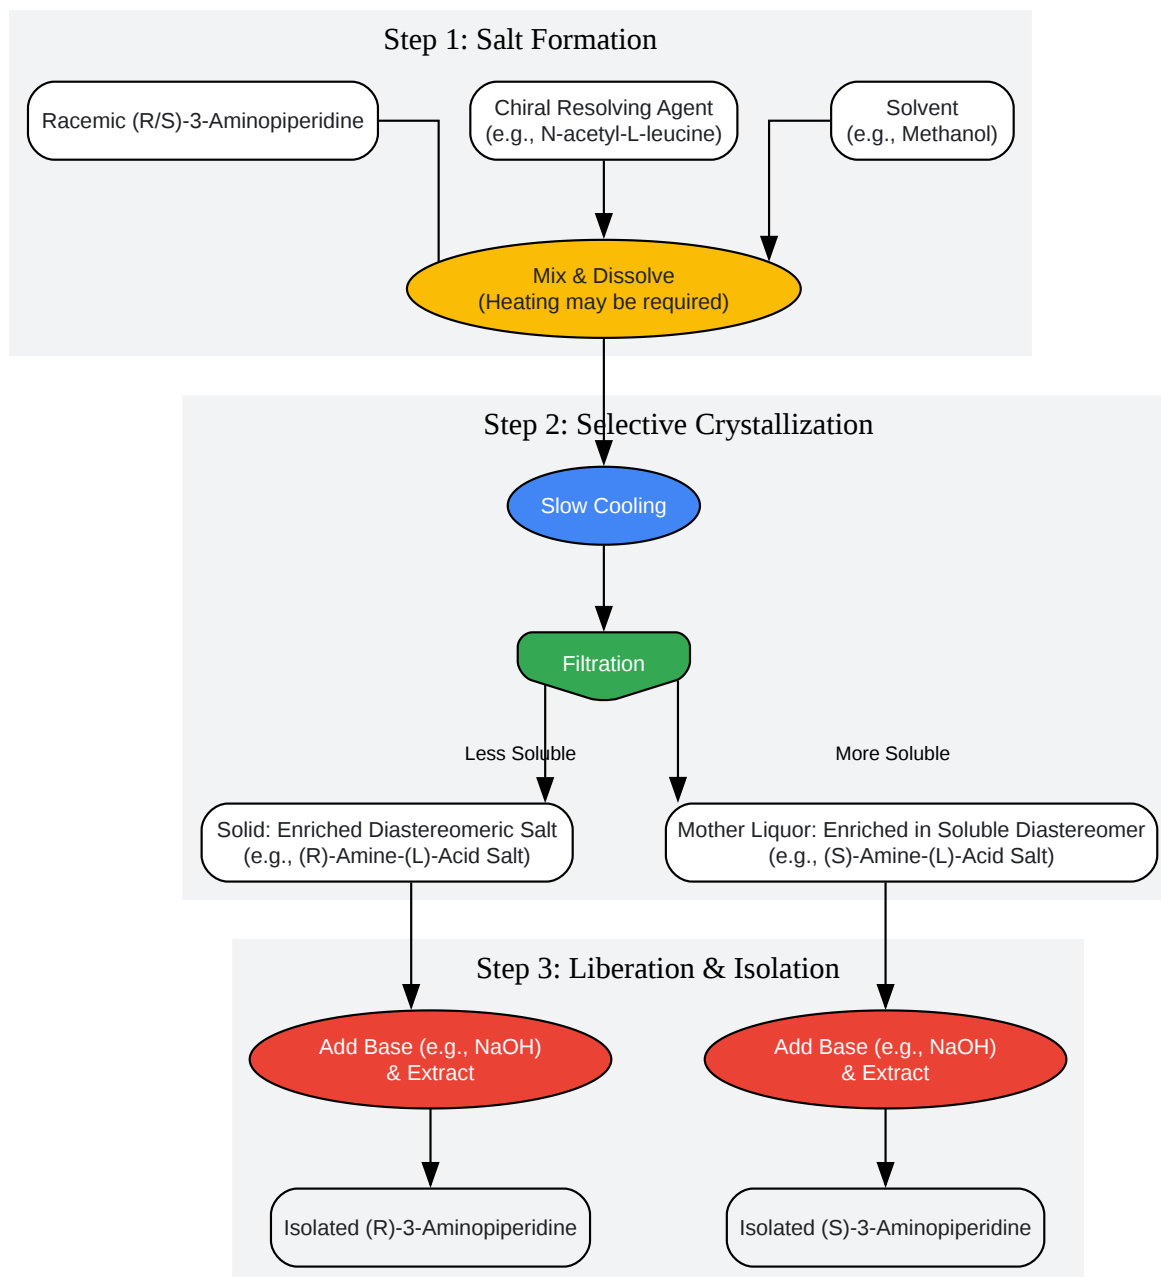 Step 1: Salt Formation
Racemic (R/S)-3-Aminopiperidine
Chiral Resolving Agent
(e.g., N-acetyl-L-leucine)
Solvent
(e.g., Methanol)
Mix & Dissolve
(Heating may be required)
Step 2: Selective Crystallization
Slow Cooling
Filtration
Less Soluble
More Soluble
Solid: Enriched Diastereomeric Salt
(e.g., (R)-Amine-(L)-Acid Salt)
Mother Liquor: Enriched in Soluble Diastereomer
(e.g., (S)-Amine-(L)-Acid Salt)
Step 3: Liberation & Isolation
Add Base (e.g., NaOH)
& Extract
Add Base (e.g., NaOH)
& Extract
Isolated (R)-3-Aminopiperidine
Isolated (S)-3-Aminopiperidine